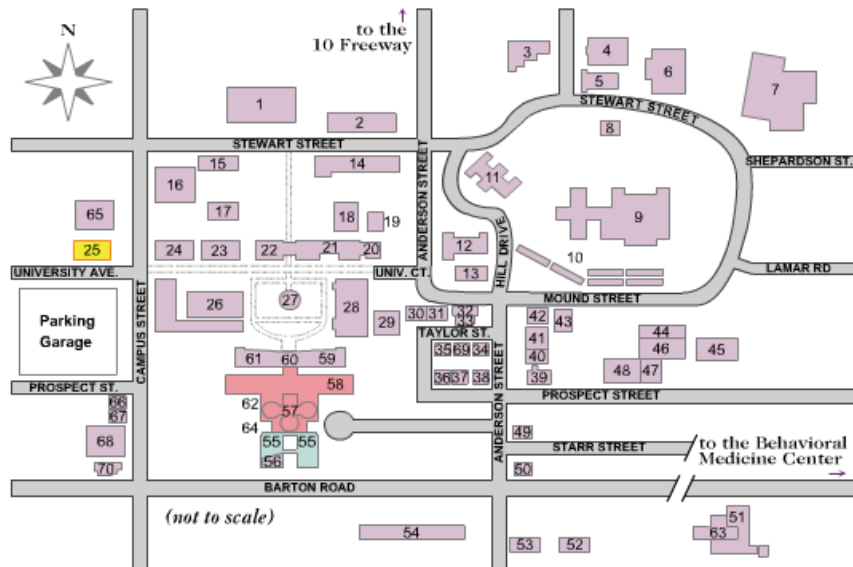 N
to the
10 Freeway
3
4
5
6
7
1
2
STEWART STREET
8
STEWART STREET
15
14
16
11
SHEPARDSON ST.
17
18
19
9
65
ANDERSON STREET
25
24
23
22
21
20
12
10
UNIVERSITY AVE.
UNIV. CT.
13
HILL DRIVE
LAMAR RD
26
27
28
MOUND STREET
Parking
Garage
CAMPUS STREET
29
30
31
32
33
42
43
TAYLOR ST.
41
44
35
69
34
46
45
61
60
59
40
36
37
38
39
48
47
58
PROSPECT ST.
PROSPECT STREET
66
67
62
57
64
ANDERSON STREET
49
68
55
55
STARR STREET
to the Behavioral
Medicine Center
56
70
50
BARTON ROAD
(not to scale)
51
54
63
53
52